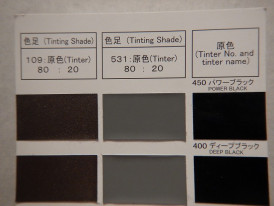 色足 (Tinting Shade)
109:原色(Tinter)
80 : 20
色足 (Tinting Shade)
531:原色(Tinter)
80 : 20
原色
(Tinter No. and
tinter name)
450 パワーブラック
POWER BLACK
400 ディープブラック
DEEP BLACK